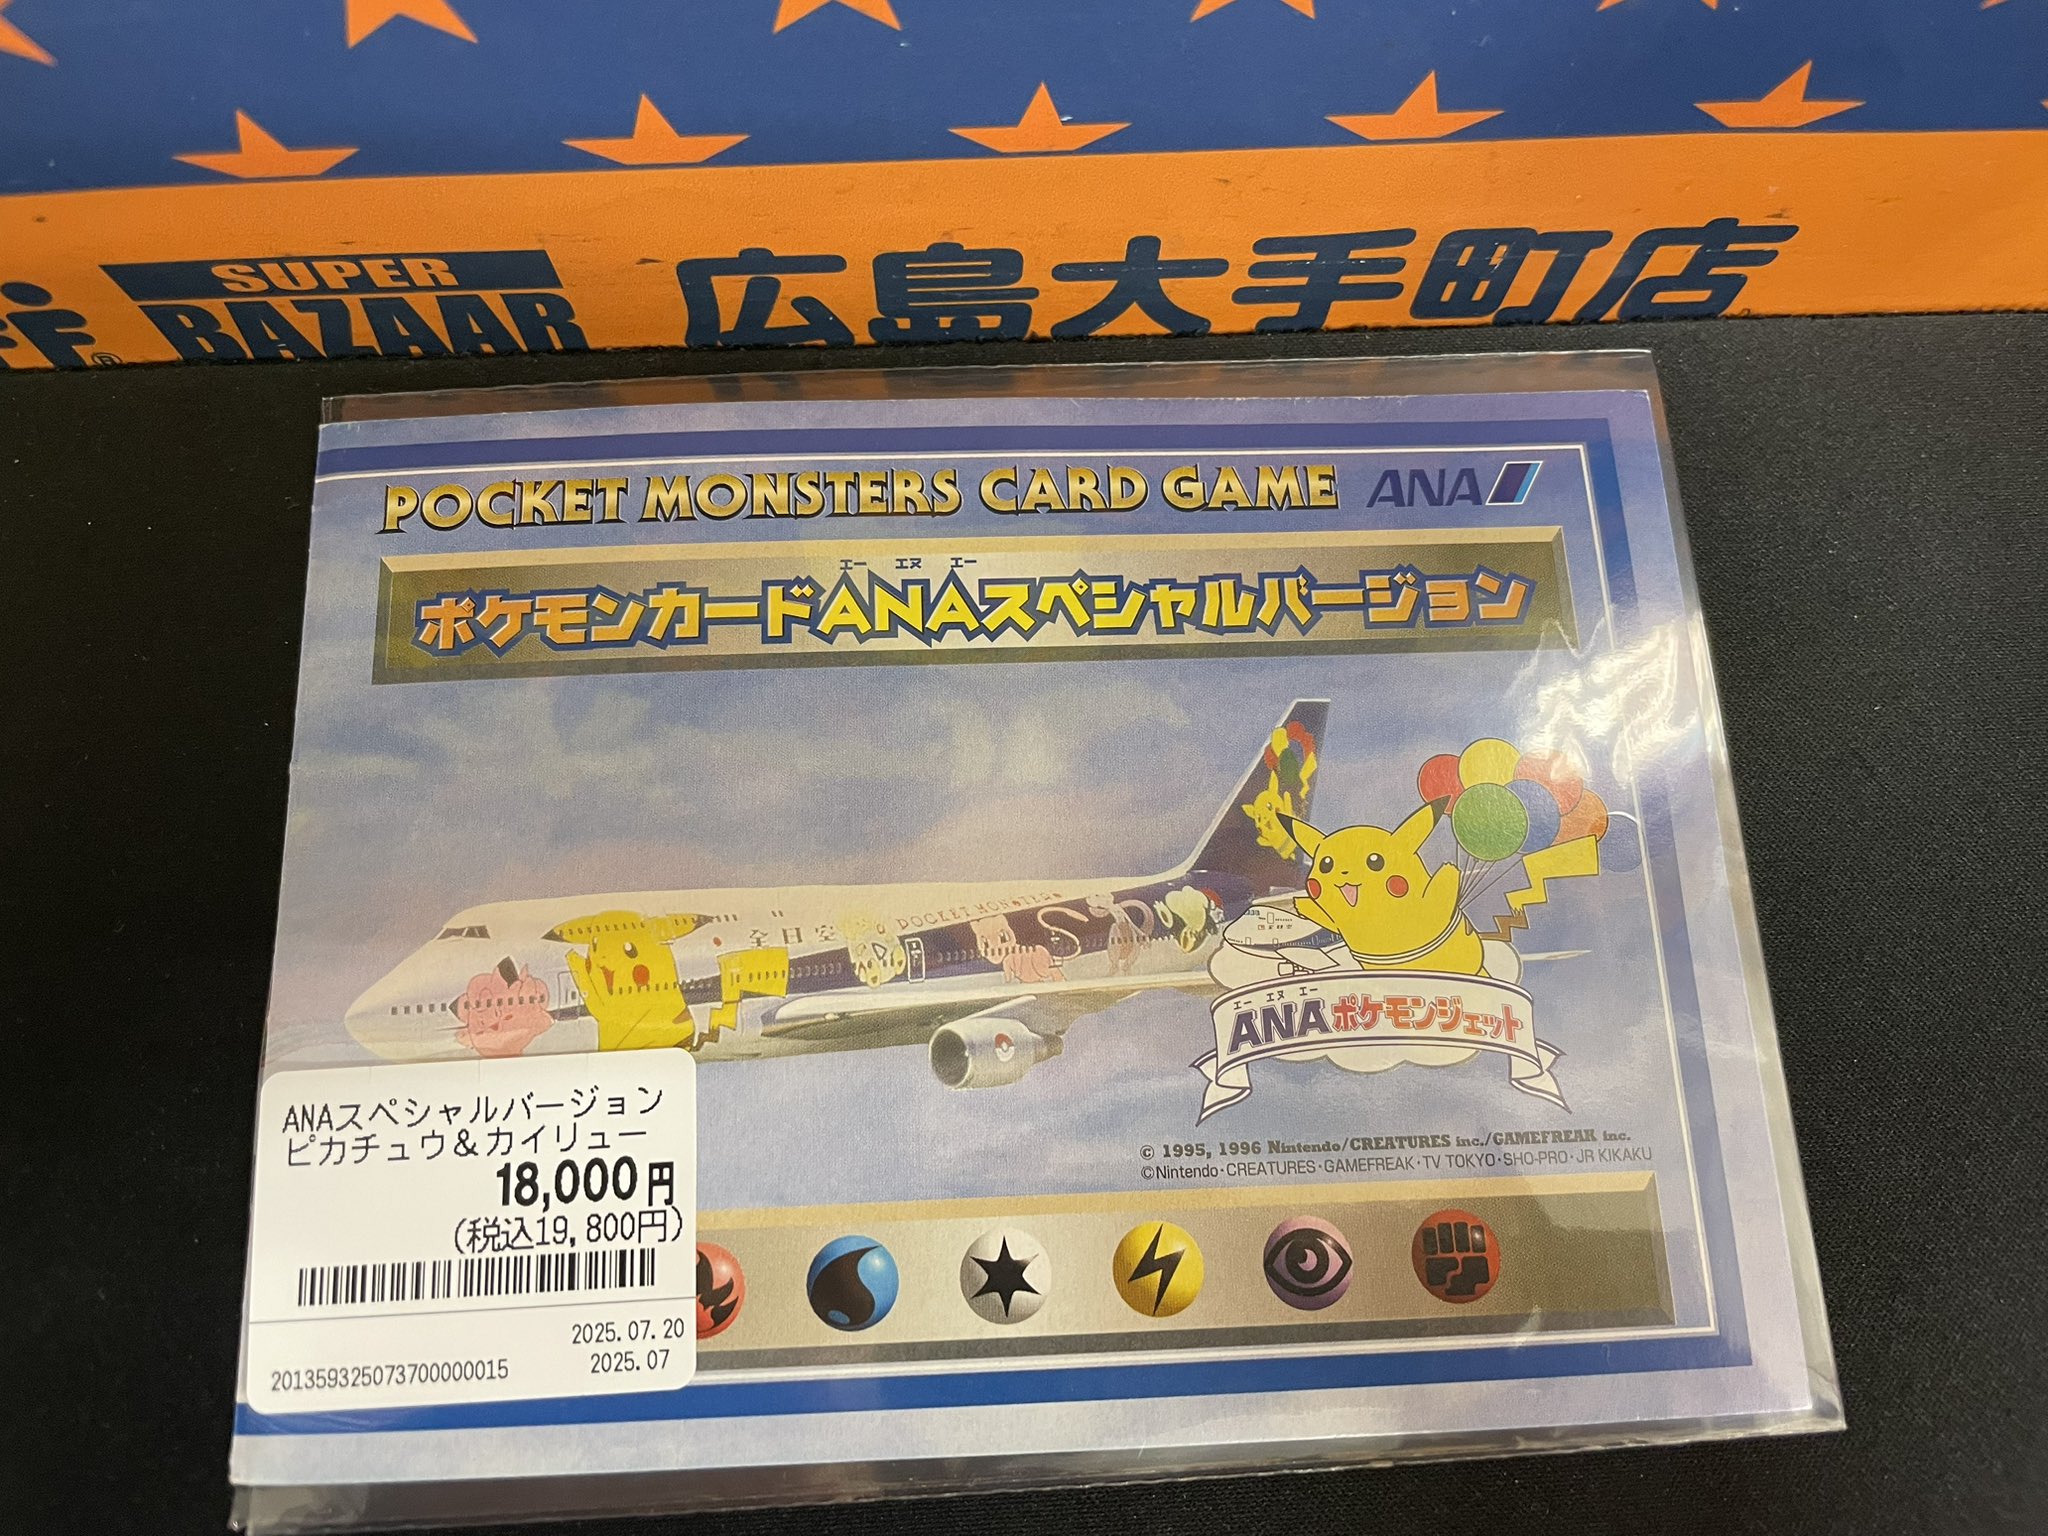 SUPER
BAZAAR 広島大手町店
®
POCKET MONSTERS CARD GAME ANA
エー エヌ エー
ポケモンカードANAスペシャルバージョン
POCKET MONSTERS
全日空
エー エヌ エー
ANAポケモンジェット
© 1995, 1996 Nintendo/CREATURES inc./GAMEFREAK inc.
©Nintendo・CREATURES・GAMEFREAK・TV TOKYO・SHO-PRO・JR KIKAKU
ANAスペシャルバージョン
ピカチュウ&カイリュー
18,000円
(税込19,800円)
2025.07.20
201359325073700000015 2025.07